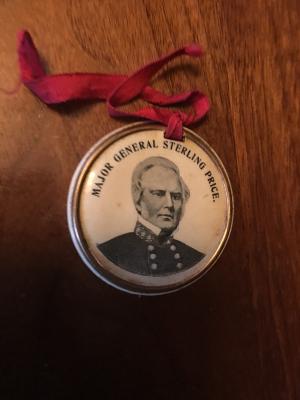 MAJOR GENERAL STERLING PRICE.